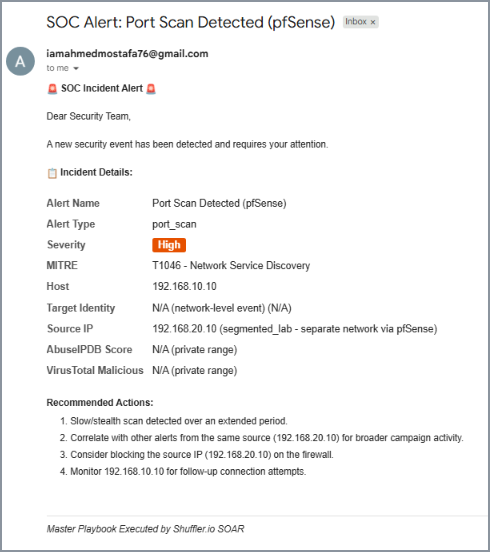 SOC Alert: Port Scan Detected (pfSense) Inbox x
A
iamahmedmostafa76@gmail.com
to me
🚨 SOC Incident Alert 🚨
Dear Security Team,
A new security event has been detected and requires your attention.
📋 Incident Details:
Alert Name Port Scan Detected (pfSense)
Alert Type port_scan
Severity High
MITRE T1046 - Network Service Discovery
Host 192.168.10.10
Target Identity N/A (network-level event) (N/A)
Source IP 192.168.20.10 (segmented_lab - separate network via pfSense)
AbuseIPDB Score N/A (private range)
VirusTotal Malicious N/A (private range)
Recommended Actions:
1. Slow/stealth scan detected over an extended period.
2. Correlate with other alerts from the same source (192.168.20.10) for broader campaign activity.
3. Consider blocking the source IP (192.168.20.10) on the firewall.
4. Monitor 192.168.10.10 for follow-up connection attempts.
Master Playbook Executed by Shuffler.io SOAR